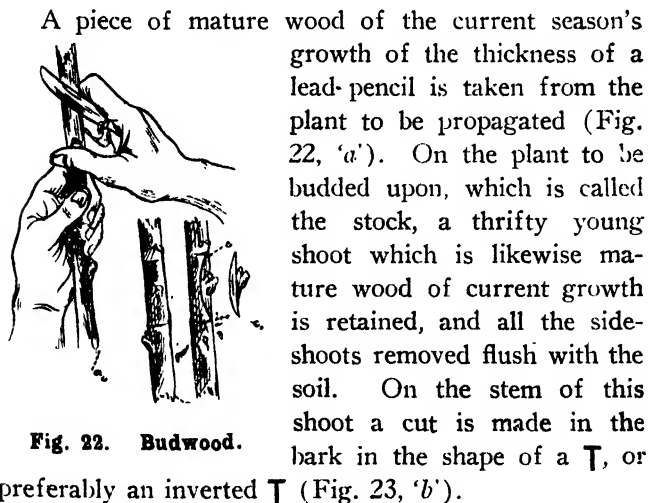 A piece of mature wood of the current season's
growth of the thickness of a
lead-pencil is taken from the
plant to be propagated (Fig.
22, ‘a’). On the plant to be
budded upon, which is called
the stock, a thrifty young
shoot which is likewise ma-
ture wood of current growth
is retained, and all the side-
shoots removed flush with the
soil. On the stem of this
shoot a cut is made in the
bark in the shape of a T, or
preferably an inverted T (Fig. 23, ‘b’).
Fig. 22. Budwood.